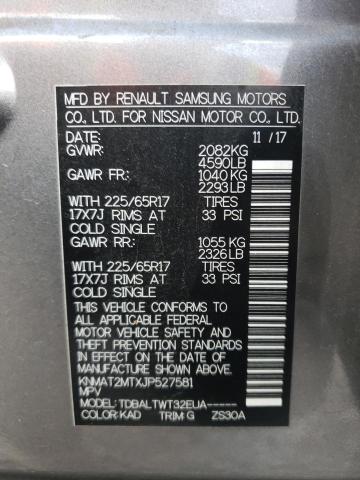 MFD BY RENAULT SAMSUNG MOTORS
CO., LTD. FOR NISSAN MOTOR CO., LTD.
DATE: 11 / 17
GVWR: 2082KG
4590LB
GAWR FR: 1040 KG
2293LB
WITH 225/65R17 TIRES
17X7J RIMS AT 33 PSI
COLD SINGLE
GAWR RR: 1055 KG
2326LB
WITH 225/65R17 TIRES
17X7J RIMS AT 33 PSI
COLD SINGLE
THIS VEHICLE CONFORMS TO
ALL APPLICABLE FEDERAL
MOTOR VEHICLE SAFETY AND
THEFT PREVENTION STANDARDS
IN EFFECT ON THE DATE OF
MANUFACTURE SHOWN ABOVE.
KNMAT2MTXJP527581
MPV
MODEL: TDBALTWT32EUA-----
COLOR: KAD TRIM: G ZS30A